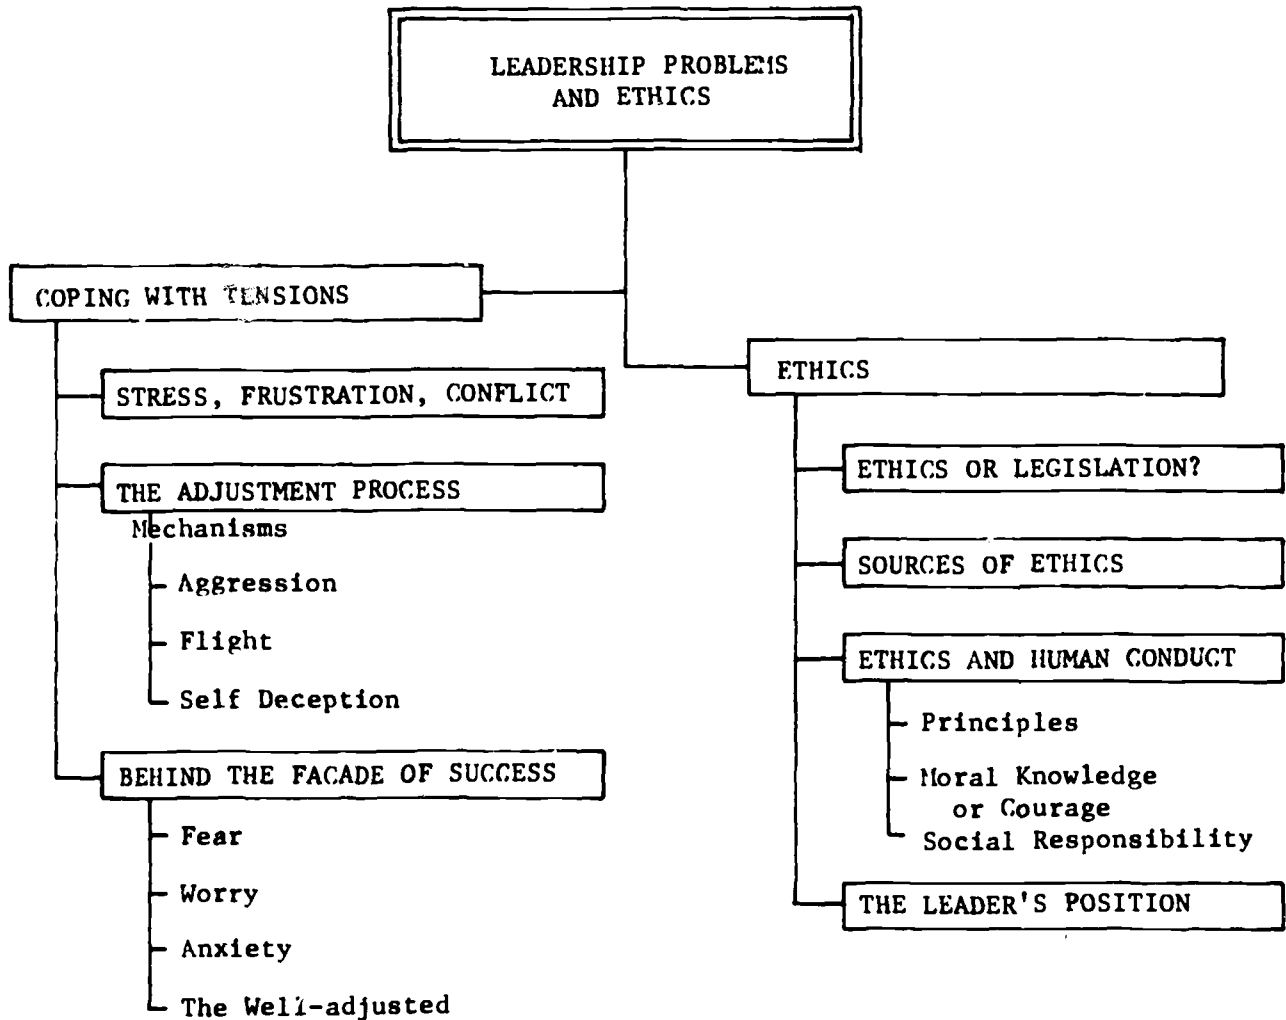 LEADERSHIP PROBLEMS
AND ETHICS
COPING WITH TENSIONS
STRESS, FRUSTRATION, CONFLICT
THE ADJUSTMENT PROCESS
Mechanisms
Aggression
Flight
Self Deception
BEHIND THE FACADE OF SUCCESS
Fear
Worry
Anxiety
The Well-adjusted
ETHICS
ETHICS OR LEGISLATION?
SOURCES OF ETHICS
ETHICS AND HUMAN CONDUCT
Principles
Moral Knowledge
or Courage
Social Responsibility
THE LEADER'S POSITION